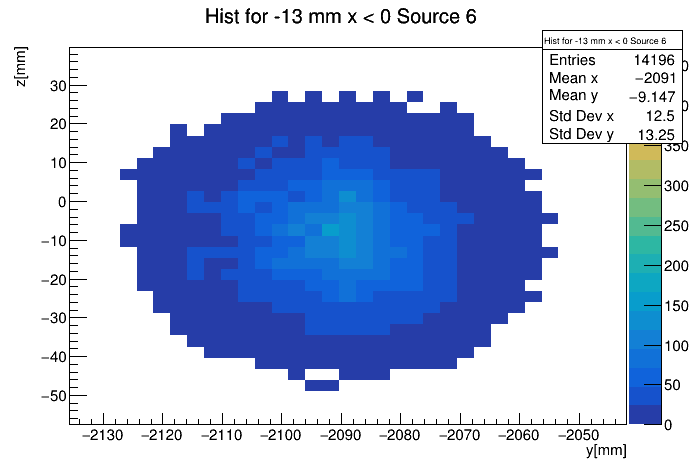 Hist for -13 mm x < 0 Source 6
Hist for -13 mm x < 0 Source 6
Entries 14196
Mean x −2091
Mean y −9.147
Std Dev x 12.5
Std Dev y 13.25
z[mm]
30
20
10
0
−10
−20
−30
−40
−50
−2130 −2120 −2110 −2100 −2090 −2080 −2070 −2060 −2050
y[mm]
350
300
250
200
150
100
50
0